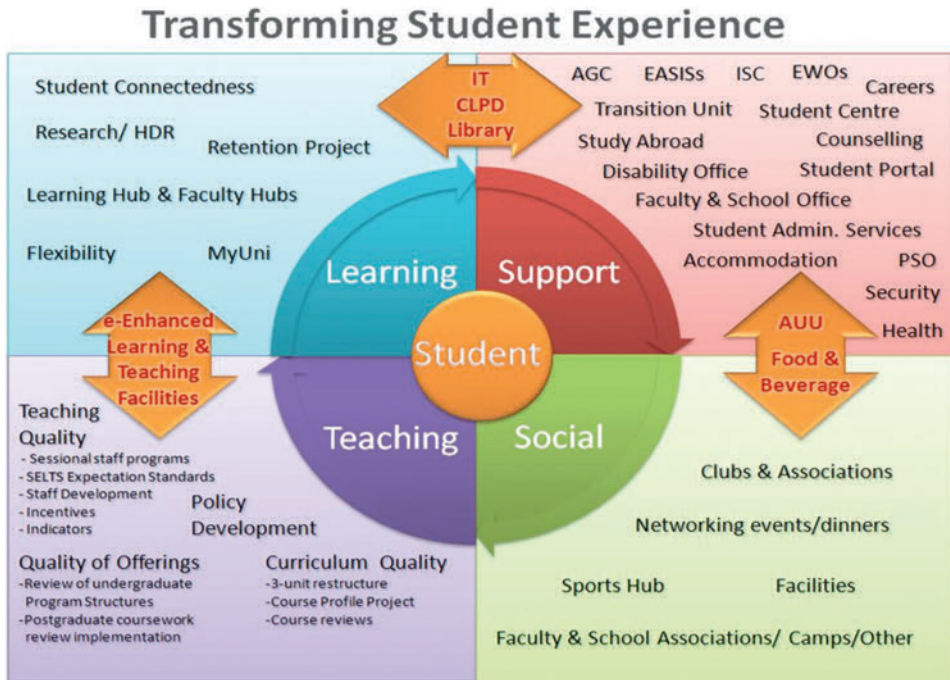 Transforming Student Experience
Student Connectedness
Research/ HDR
Retention Project
Learning Hub & Faculty Hubs
Flexibility
MyUni
IT
CLPD
Library
AGC
EASISs
ISC
EWOs
Careers
Transition Unit
Student Centre
Study Abroad
Counselling
Disability Office
Student Portal
Faculty & School Office
Student Admin. Services
Accommodation
PSO
Security
Health
Learning
Support
Student
Teaching
Social
e-Enhanced
Learning &
Teaching
Facilities
AUU
Food &
Beverage
Teaching
Quality
- Sessional staff programs
- SELTS Expectation Standards
- Staff Development
- Incentives
- Indicators
Policy
Development
Quality of Offerings
-Review of undergraduate
Program Structures
-Postgraduate coursework
review implementation
Curriculum Quality
-3-unit restructure
-Course Profile Project
-Course reviews
Clubs & Associations
Networking events/dinners
Sports Hub
Facilities
Faculty & School Associations/ Camps/Other